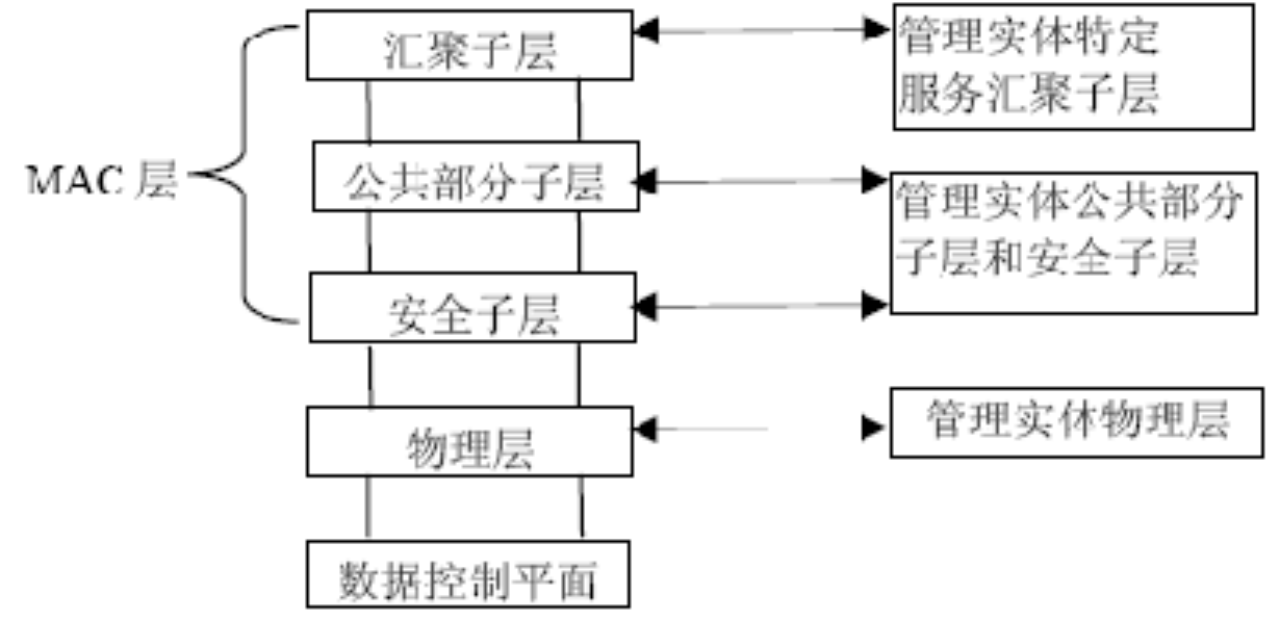 汇聚子层
管理实体特定
服务汇聚子层
MAC 层
公共部分子层
管理实体公共部分
子层和安全子层
安全子层
物理层
管理实体物理层
数据控制平面